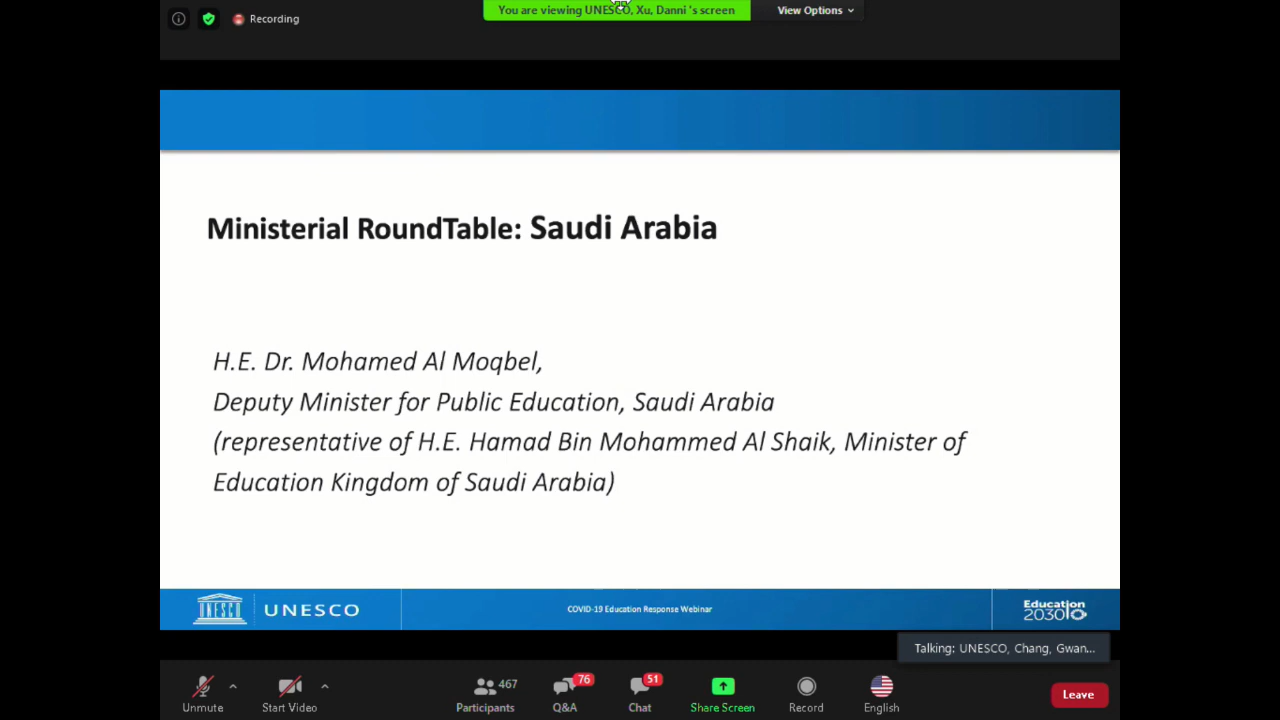 Recording
You are viewing UNESCO, Xu, Danni 's screen
View Options
Ministerial RoundTable: Saudi Arabia
H.E. Dr. Mohamed Al Moqbel,
Deputy Minister for Public Education, Saudi Arabia
(representative of H.E. Hamad Bin Mohammed Al Shaik, Minister of
Education Kingdom of Saudi Arabia)
UNESCO
UNESCO
COVID-19 Education Response Webinar
Education
2030
Talking: UNESCO, Chang, Gwan...
Unmute
Start Video
467
Participants
76
Q&A
51
Chat
Share Screen
Record
English
Leave